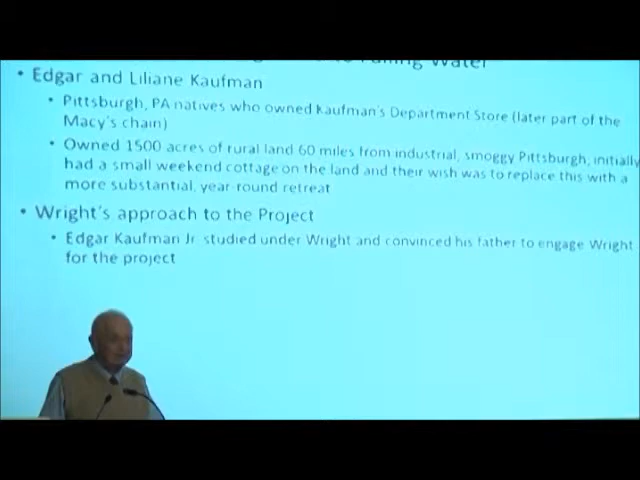 to Falling Water
• Edgar and Liliane Kaufman
• Pittsburgh, PA natives who owned Kaufman's Department Store (later part of the
Macy's chain)
• Owned 1500 acres of rural land 60 miles from industrial, smoggy Pittsburgh, initially
had a small weekend cottage on the land and their wish was to replace this with a
more substantial, year-round retreat
• Wright's approach to the Project
• Edgar Kaufman Jr. studied under Wright and convinced his father to engage Wright
for the project